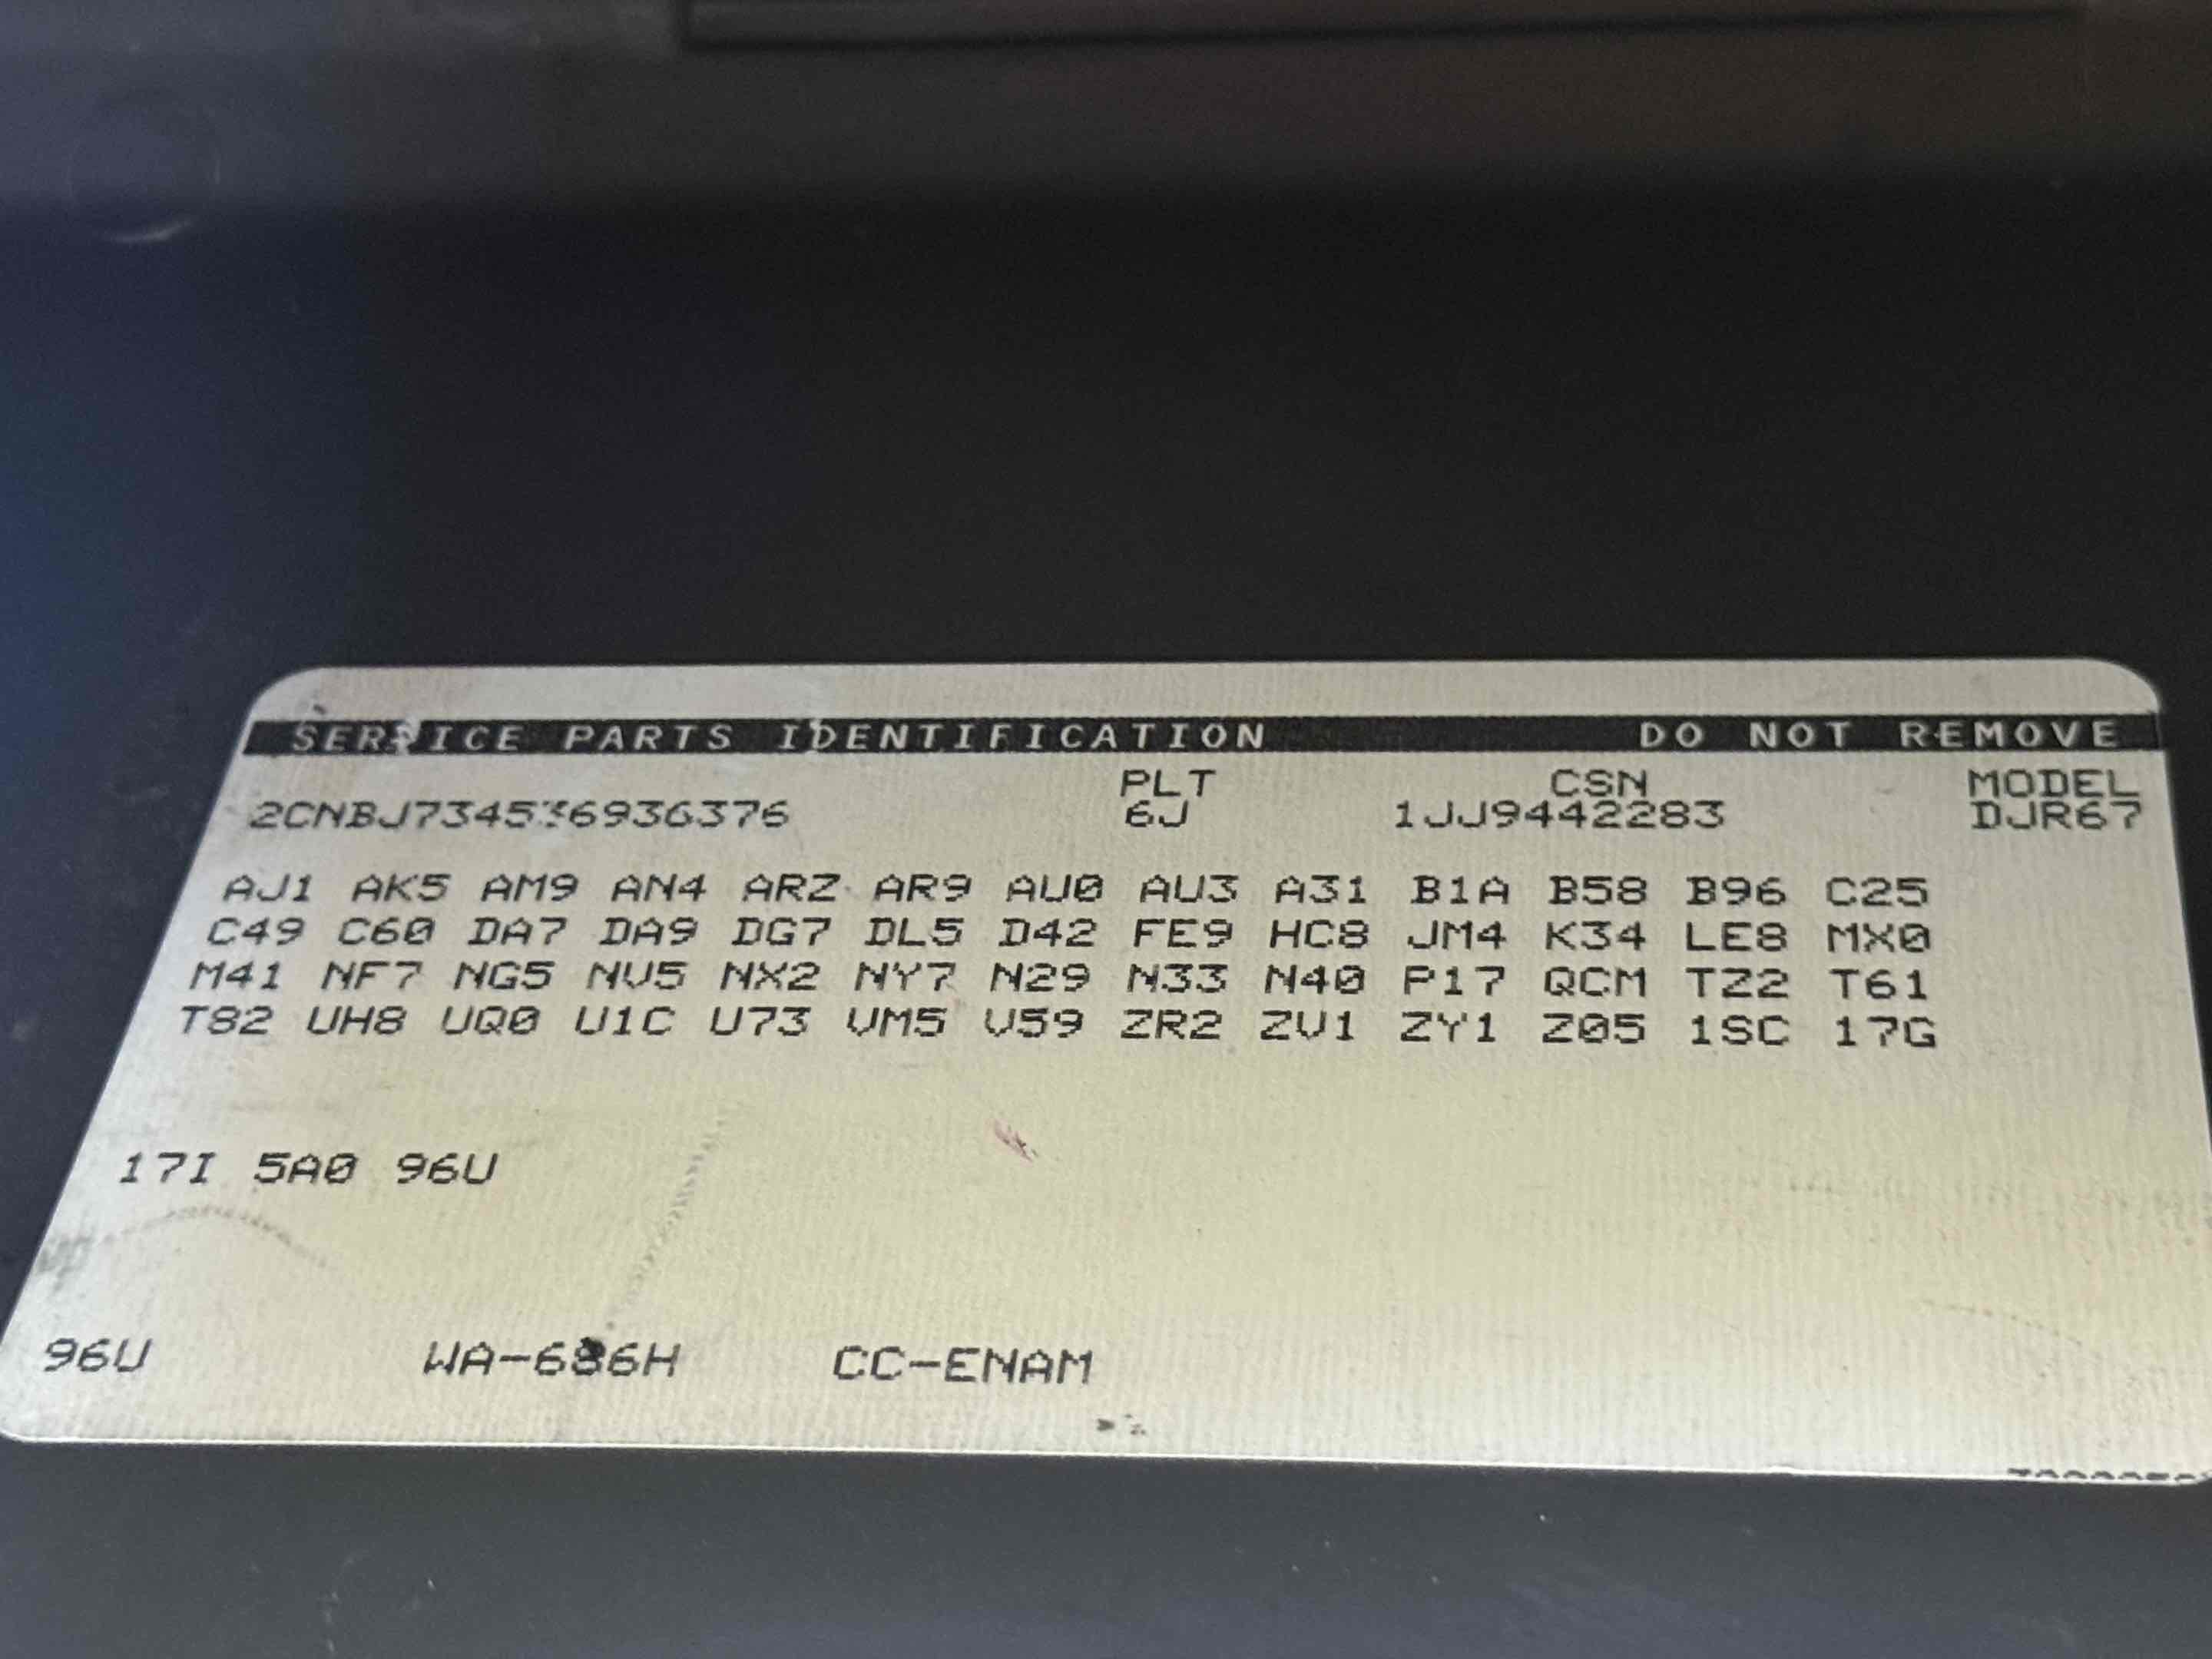 SERVICE PARTS IDENTIFICATION DO NOT REMOVE
PLT CSN MODEL
2CNBJ734536936376 6J 1JJ9442283 DJR67
AJ1 AK5 AM9 AN4 ARZ AR9 AU0 AU3 A31 B1A B58 B96 C25
C49 C60 DA7 DA9 DG7 DL5 D42 FE9 HC8 JM4 K34 LE8 MX0
M41 NF7 NG5 NV5 NX2 NY7 N29 N33 N40 P17 QCM TZ2 T61
T82 UH8 UQ0 U1C U73 VM5 V59 ZR2 ZV1 ZY1 Z05 1SC 17G
17I 5A0 96U
96U WA-686H CC-ENAM